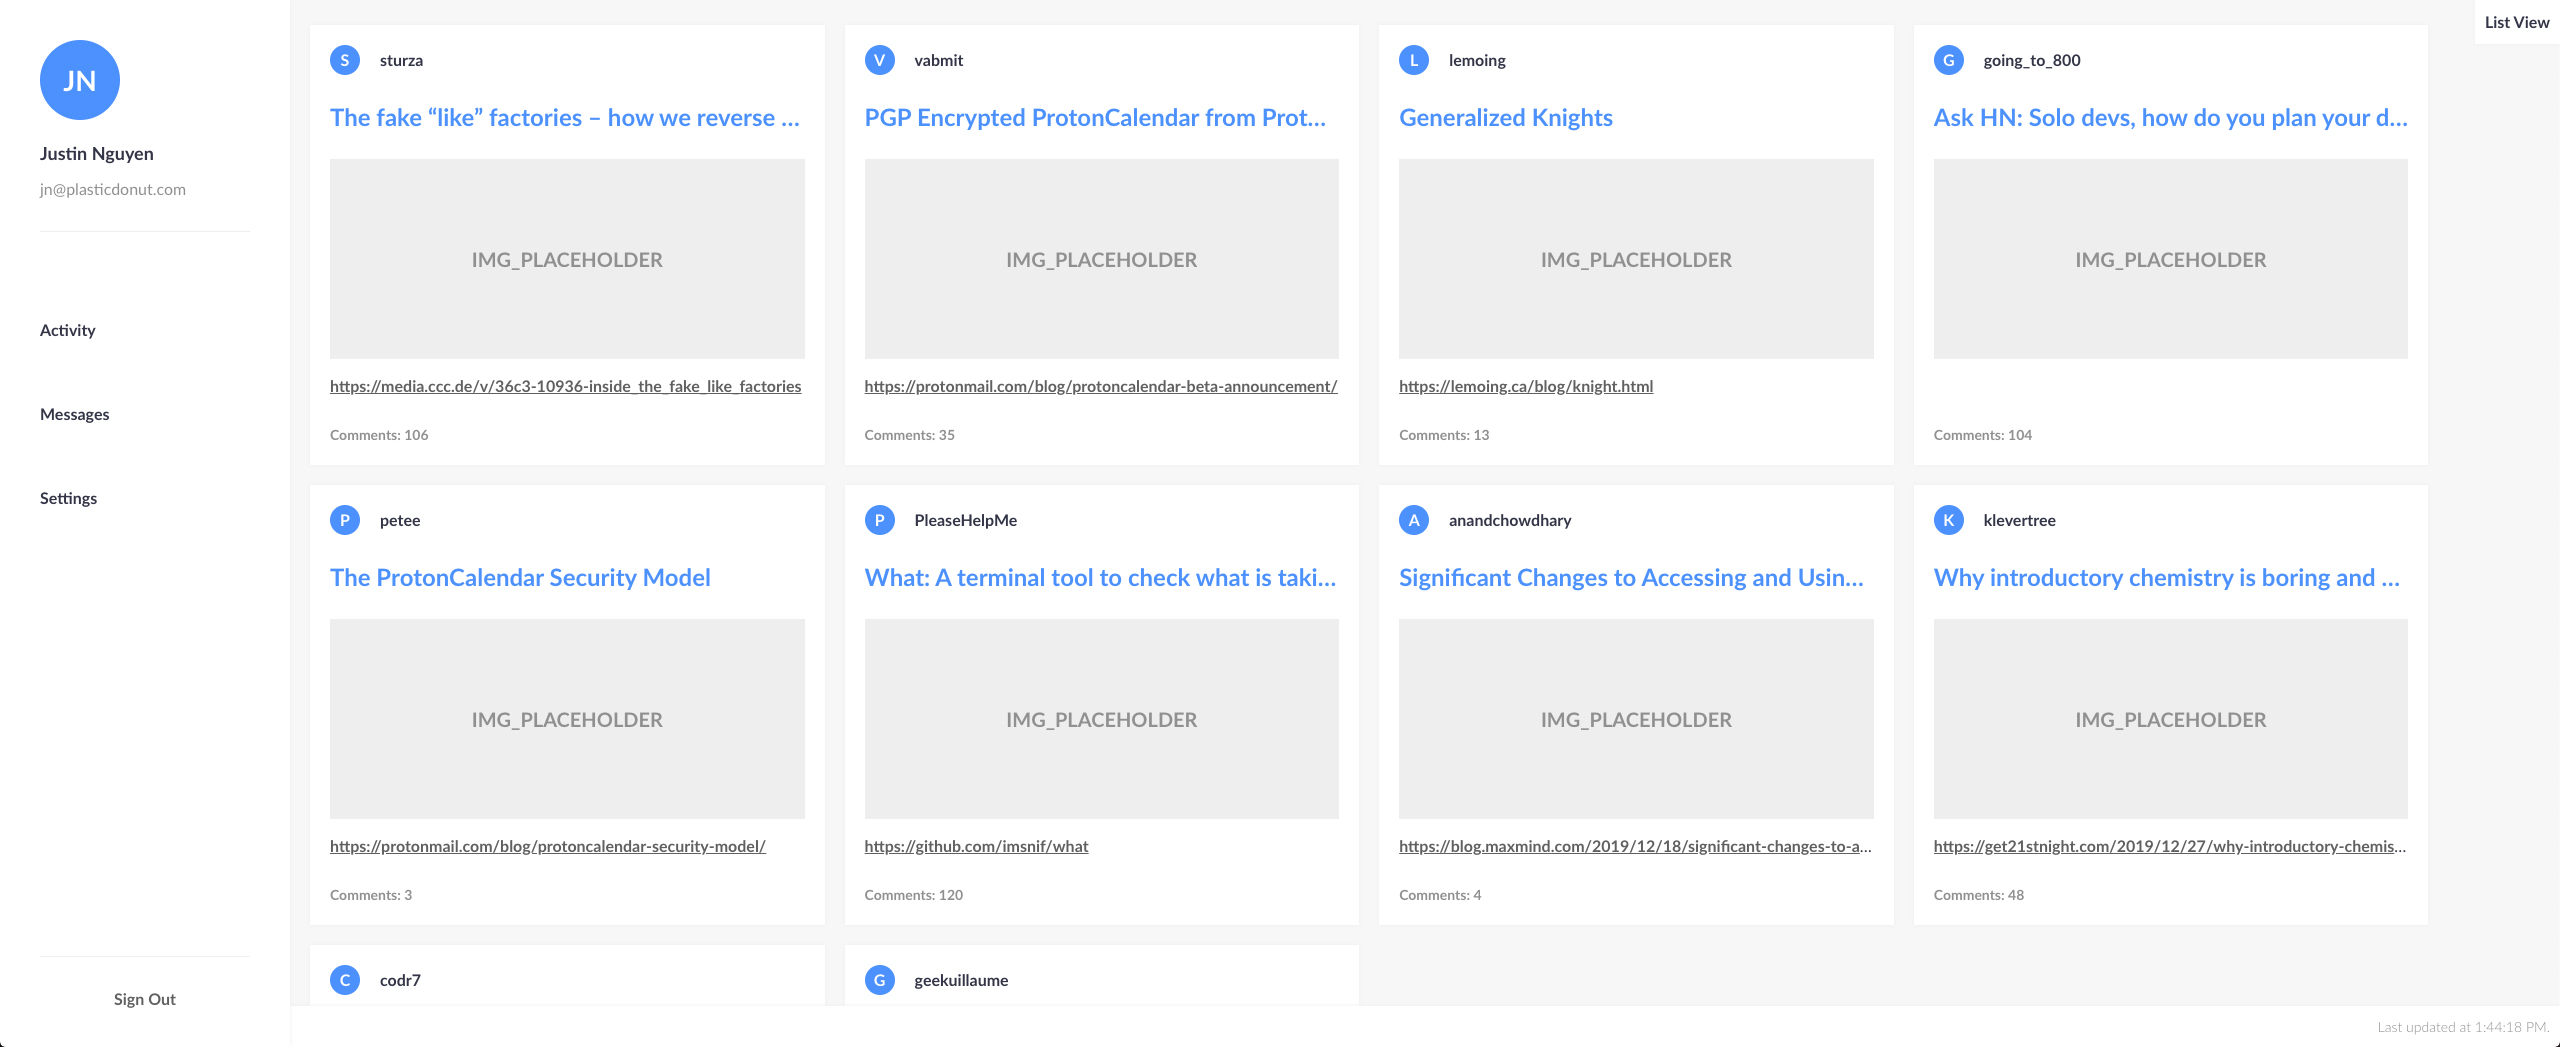 JN
Justin Nguyen
jn@plasticdonut.com
Activity
Messages
Settings
Sign Out
List View
S sturza
The fake “like” factories – how we reverse ...
IMG_PLACEHOLDER
https://media.ccc.de/v/36c3-10936-inside_the_fake_like_factories
Comments: 106
V vabmit
PGP Encrypted ProtonCalendar from Prot...
IMG_PLACEHOLDER
https://protonmail.com/blog/protoncalendar-beta-announcement/
Comments: 35
L lemoing
Generalized Knights
IMG_PLACEHOLDER
https://lemoing.ca/blog/knight.html
Comments: 13
G going_to_800
Ask HN: Solo devs, how do you plan your d...
IMG_PLACEHOLDER
Comments: 104
P petee
The ProtonCalendar Security Model
IMG_PLACEHOLDER
https://protonmail.com/blog/protoncalendar-security-model/
Comments: 3
P PleaseHelpMe
What: A terminal tool to check what is taki...
IMG_PLACEHOLDER
https://github.com/imsnif/what
Comments: 120
A anandchowdhary
Significant Changes to Accessing and Usin...
IMG_PLACEHOLDER
https://blog.maxmind.com/2019/12/18/significant-changes-to-a...
Comments: 4
K klevertree
Why introductory chemistry is boring and ...
IMG_PLACEHOLDER
https://get21stnight.com/2019/12/27/why-introductory-chemis...
Comments: 48
C codr7
G geekuillaume
Last updated at 1:44:18 PM.